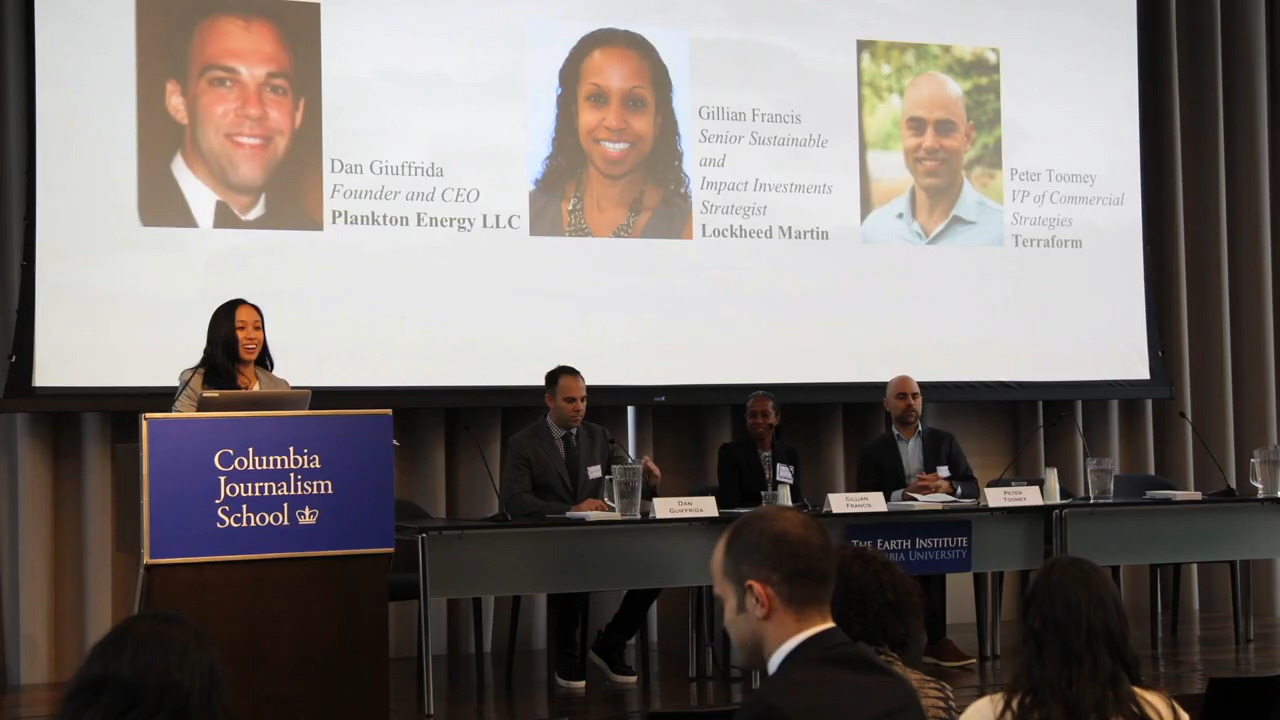 Dan Giuffrida
Founder and CEO
Plankton Energy LLC
Gillian Francis
Senior Sustainable
and
Impact Investments
Strategist
Lockheed Martin
Peter Toomey
VP of Commercial
Strategies
Terraform
Columbia
Journalism
School
DAN
GUIFFRIDA
GILLIAN
FRANCIS
PETER
TOOMEY
THE EARTH INSTITUTE
UNIVERSITY